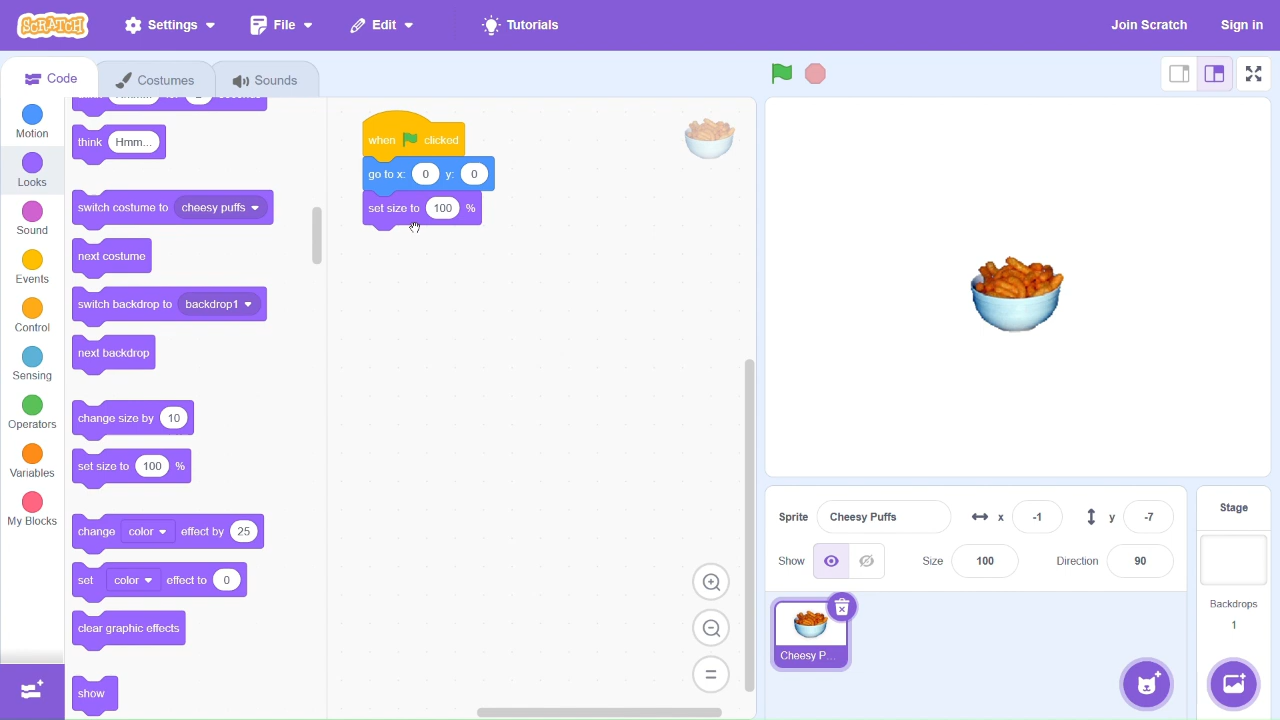 SCRATCH Settings File Edit Tutorials Join Scratch Sign in
Code Costumes Sounds
Motion
Looks
Sound
Events
Control
Sensing
Operators
Variables
My Blocks
think Hmm...
switch costume to cheesy puffs
next costume
switch backdrop to backdrop1
next backdrop
change size by 10
set size to 100 %
change color effect by 25
set color effect to 0
clear graphic effects
show
when clicked
go to x: 0 y: 0
set size to 100 %
Sprite Cheesy Puffs x -1 y -7
Show Size 100 Direction 90
Cheesy P...
Stage
Backdrops
1